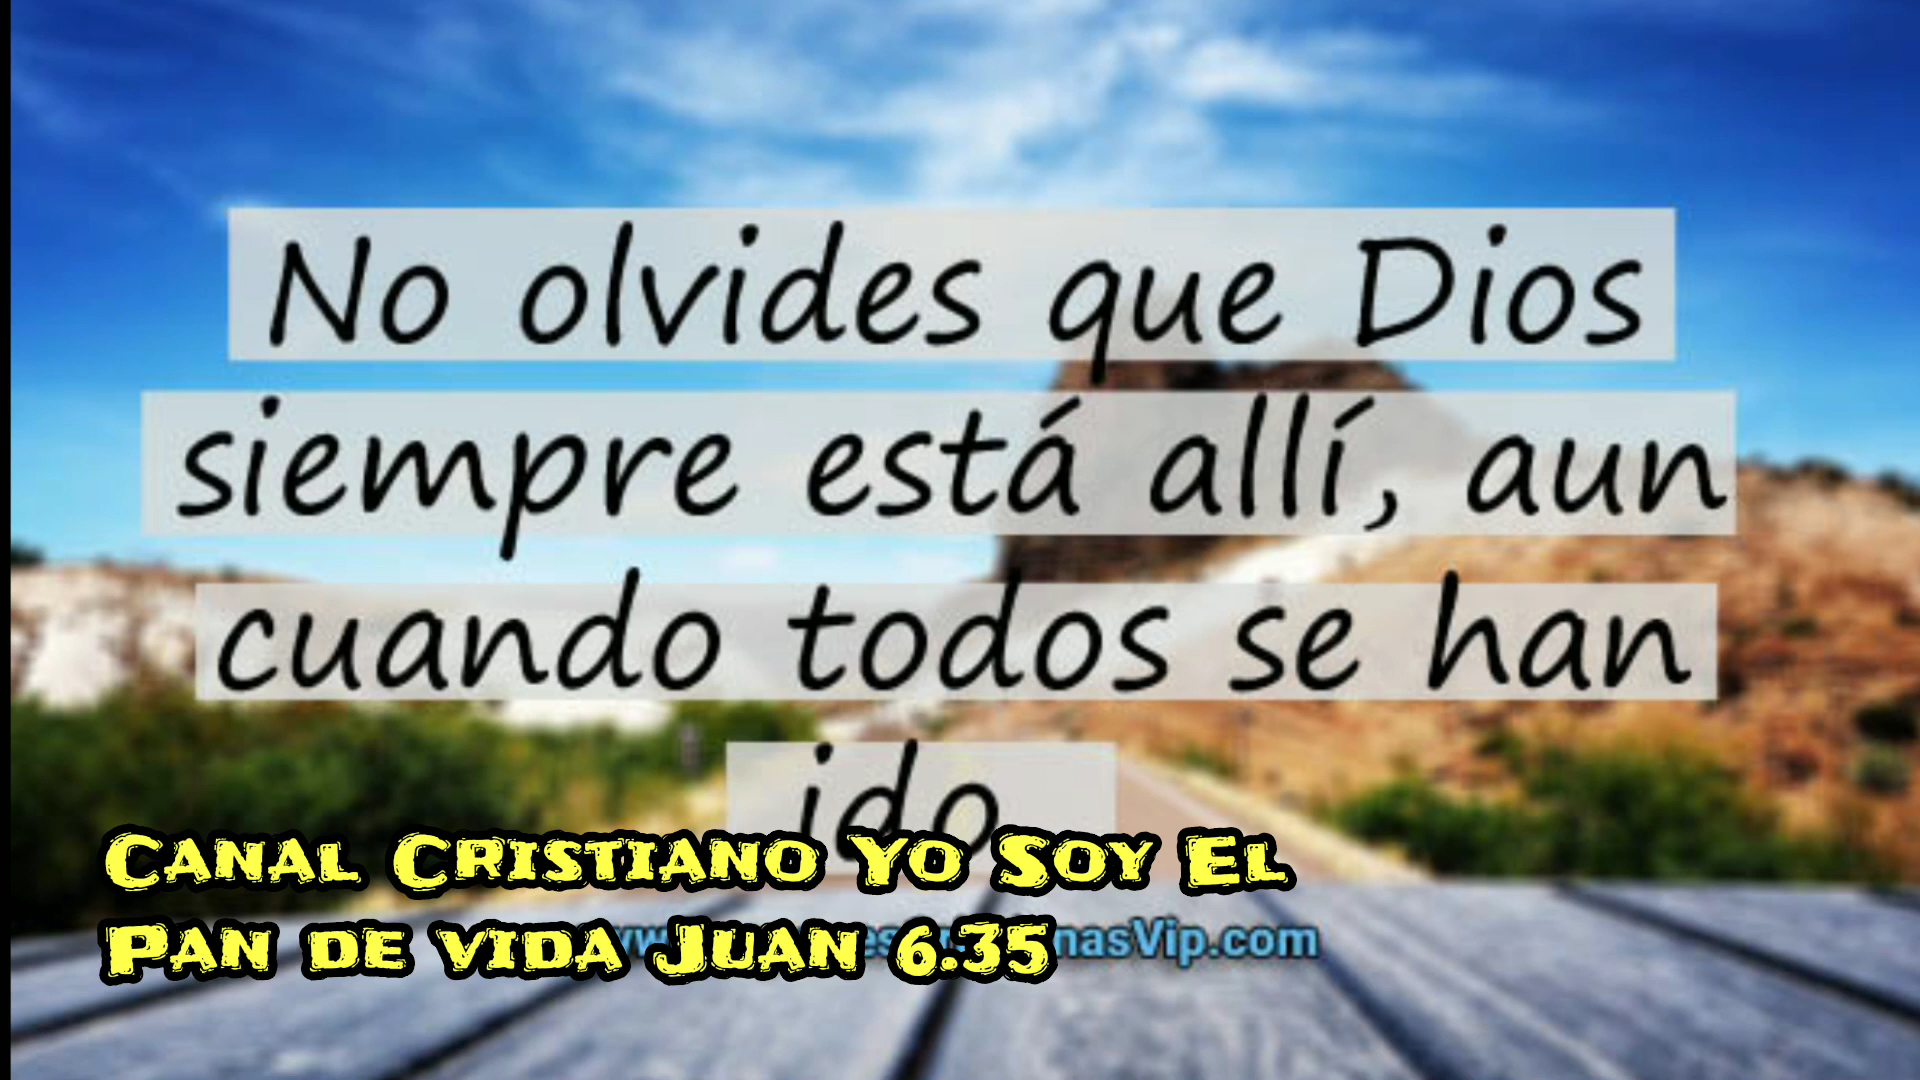 No olvides que Dios
siempre está allí, aun
cuando todos se han
ido
Canal Cristiano Yo Soy El
Pan de vida Juan 6.35